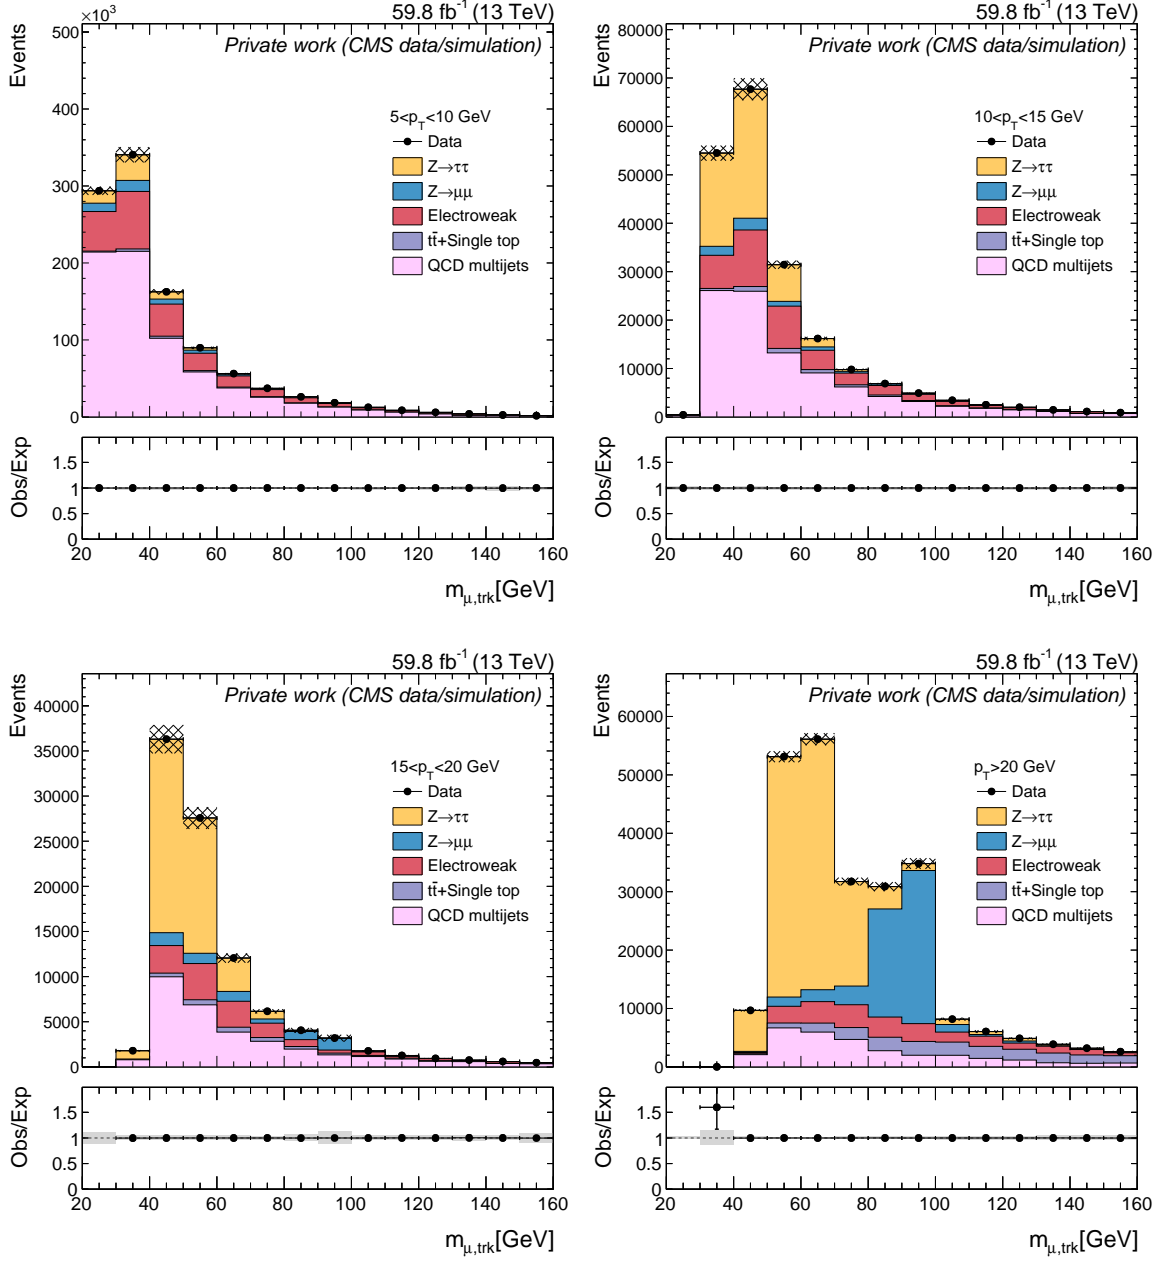 ×10³ 59.8 fb⁻¹ (13 TeV)
Private work (CMS data/simulation)
Events
500
400
300
200
100
0
5<p_T<10 GeV
Data
Z→ττ
Z→μμ
Electroweak
tt̄+Single top
QCD multijets
Obs/Exp
1.5
1
0.5
0
20 40 60 80 100 120 140 160
m_μ,trk[GeV]
59.8 fb⁻¹ (13 TeV)
Private work (CMS data/simulation)
Events
80000
70000
60000
50000
40000
30000
20000
10000
0
10<p_T<15 GeV
Data
Z→ττ
Z→μμ
Electroweak
tt̄+Single top
QCD multijets
Obs/Exp
1.5
1
0.5
0
20 40 60 80 100 120 140 160
m_μ,trk[GeV]
59.8 fb⁻¹ (13 TeV)
Private work (CMS data/simulation)
Events
40000
35000
30000
25000
20000
15000
10000
5000
0
15<p_T<20 GeV
Data
Z→ττ
Z→μμ
Electroweak
tt̄+Single top
QCD multijets
Obs/Exp
1.5
1
0.5
0
20 40 60 80 100 120 140 160
m_μ,trk[GeV]
59.8 fb⁻¹ (13 TeV)
Private work (CMS data/simulation)
Events
60000
50000
40000
30000
20000
10000
0
p_T>20 GeV
Data
Z→ττ
Z→μμ
Electroweak
tt̄+Single top
QCD multijets
Obs/Exp
1.5
1
0.5
0
20 40 60 80 100 120 140 160
m_μ,trk[GeV]